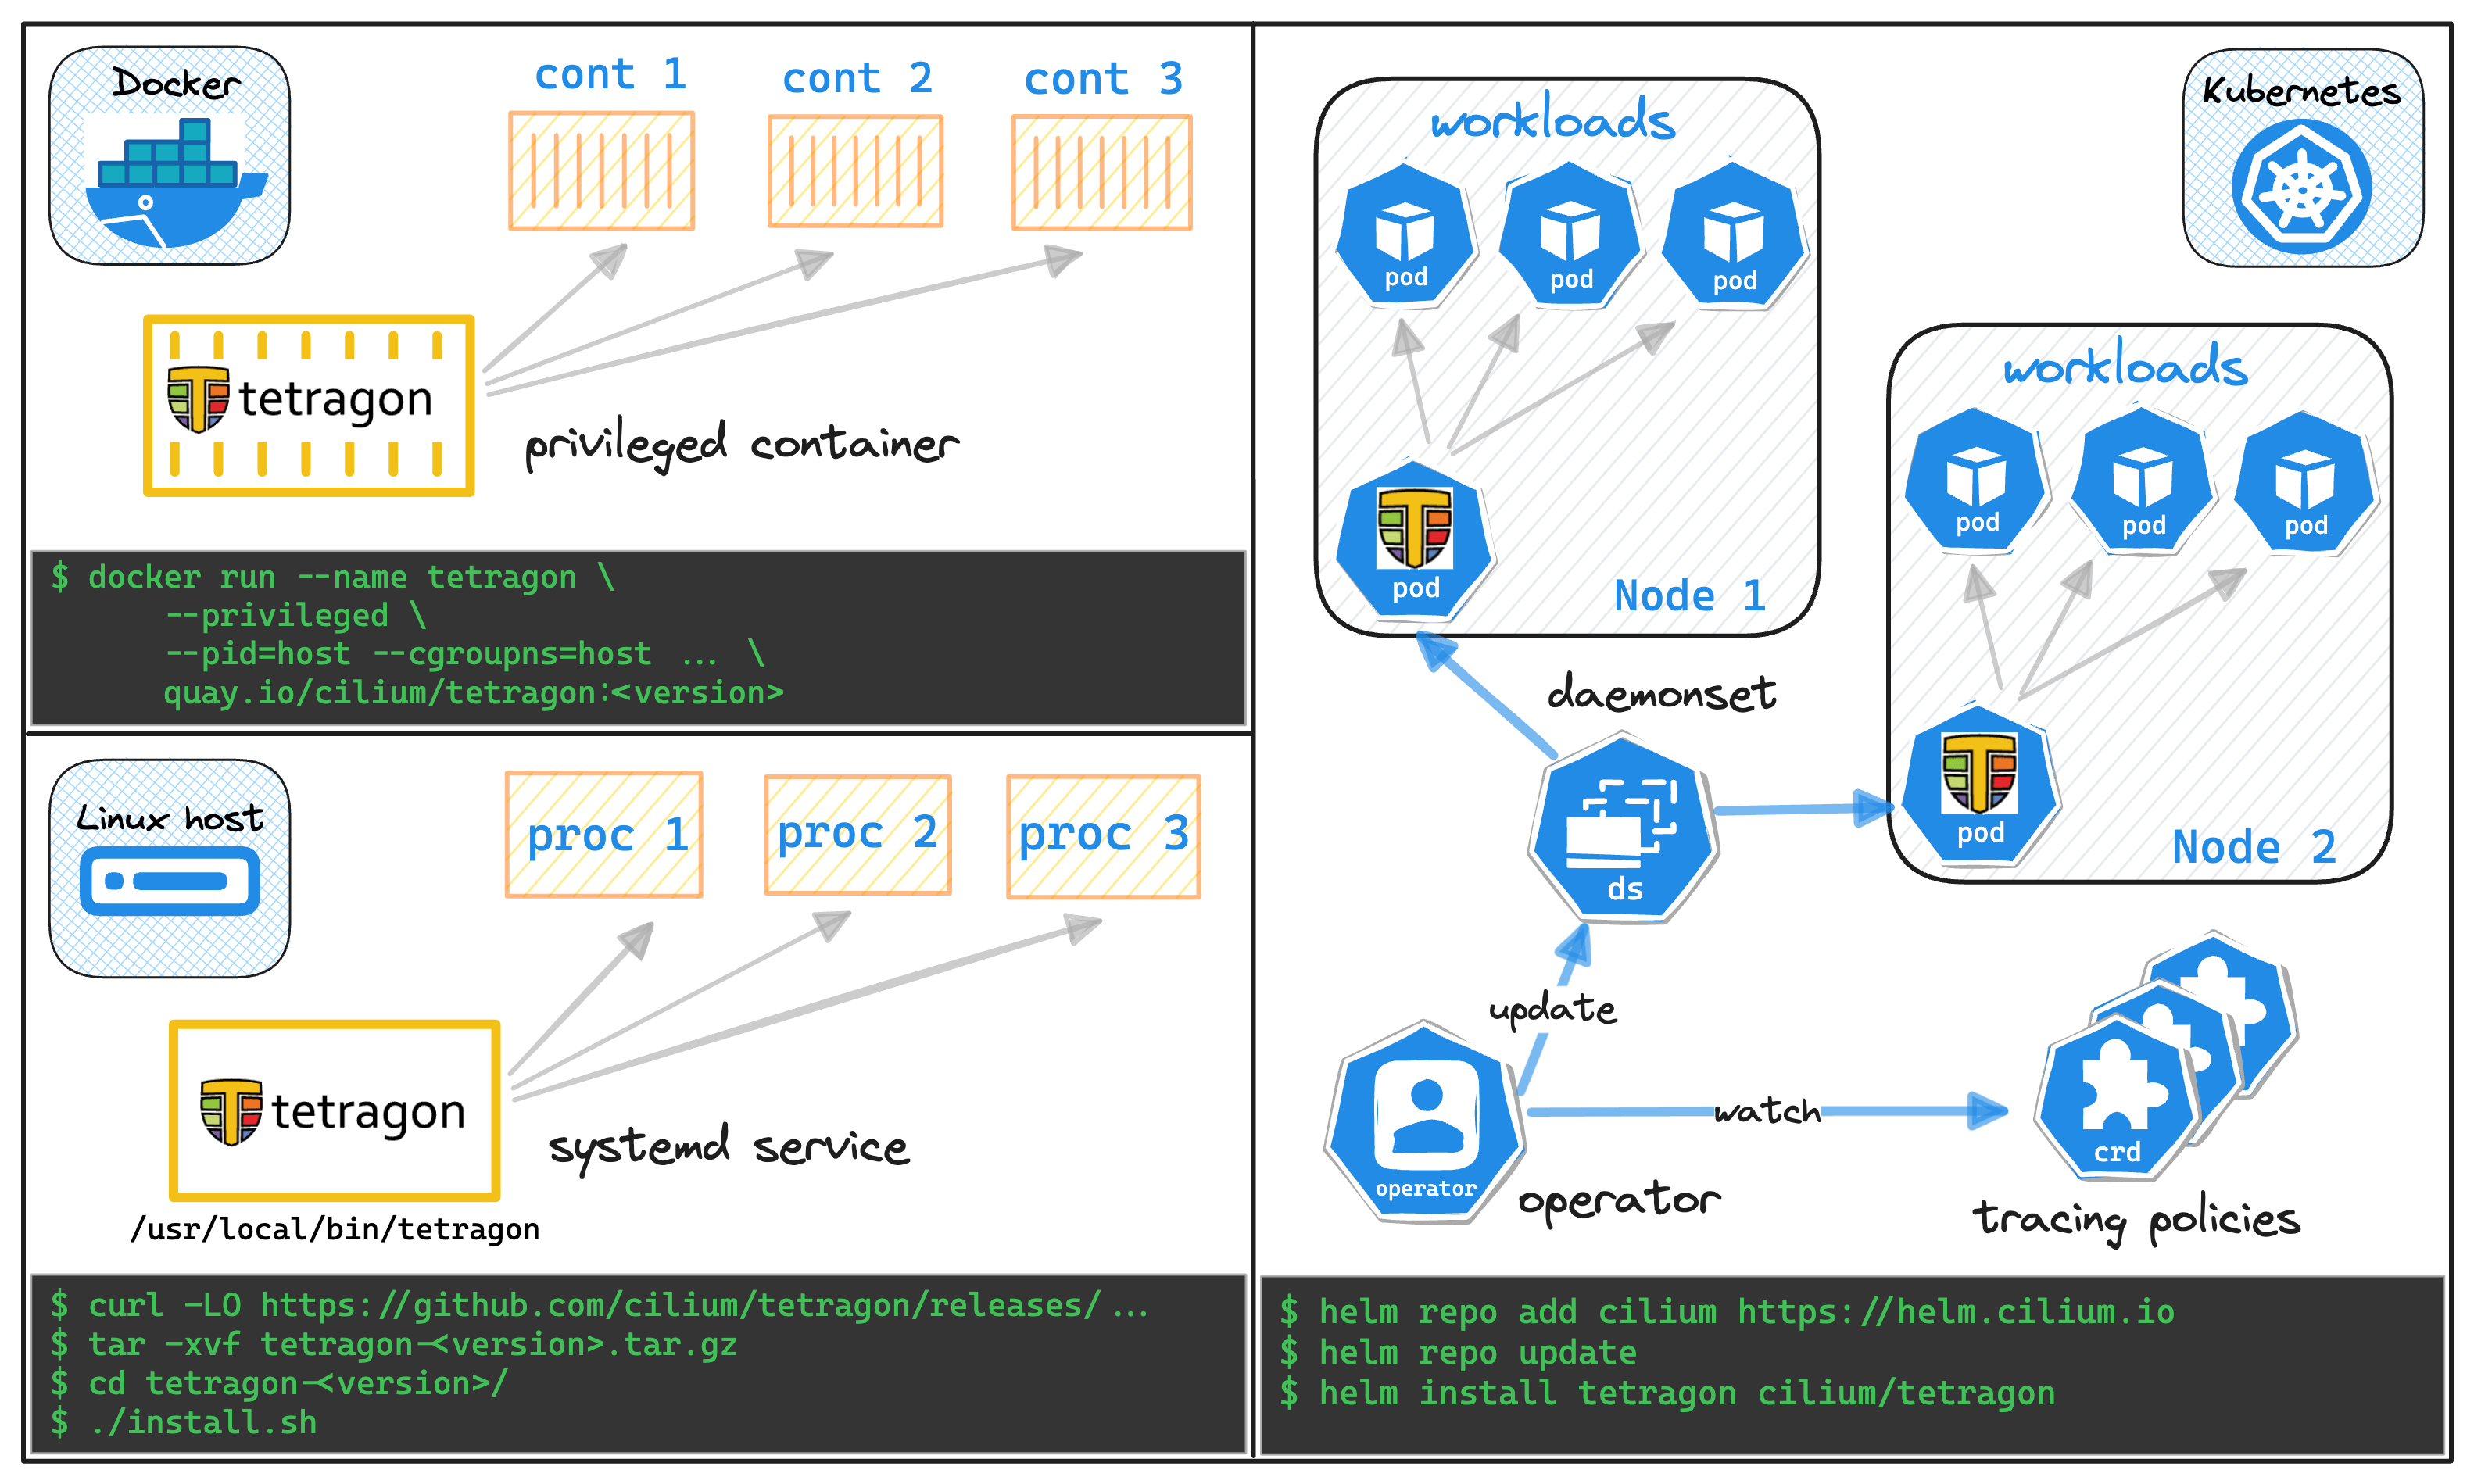 Docker
cont 1
cont 2
cont 3
tetragon
privileged container
$ docker run --name tetragon \
--privileged \
--pid=host --cgroupns=host ... \
quay.io/cilium/tetragon:<version>
Linux host
proc 1
proc 2
proc 3
tetragon
systemd service
/usr/local/bin/tetragon
$ curl -LO https://github.com/cilium/tetragon/releases/...
$ tar -xvf tetragon-<version>.tar.gz
$ cd tetragon-<version>/
$ ./install.sh
Kubernetes
workloads
pod
pod
pod
pod
Node 1
workloads
pod
pod
pod
pod
Node 2
daemonset
ds
update
operator
operator
watch
crd
tracing policies
$ helm repo add cilium https://helm.cilium.io
$ helm repo update
$ helm install tetragon cilium/tetragon